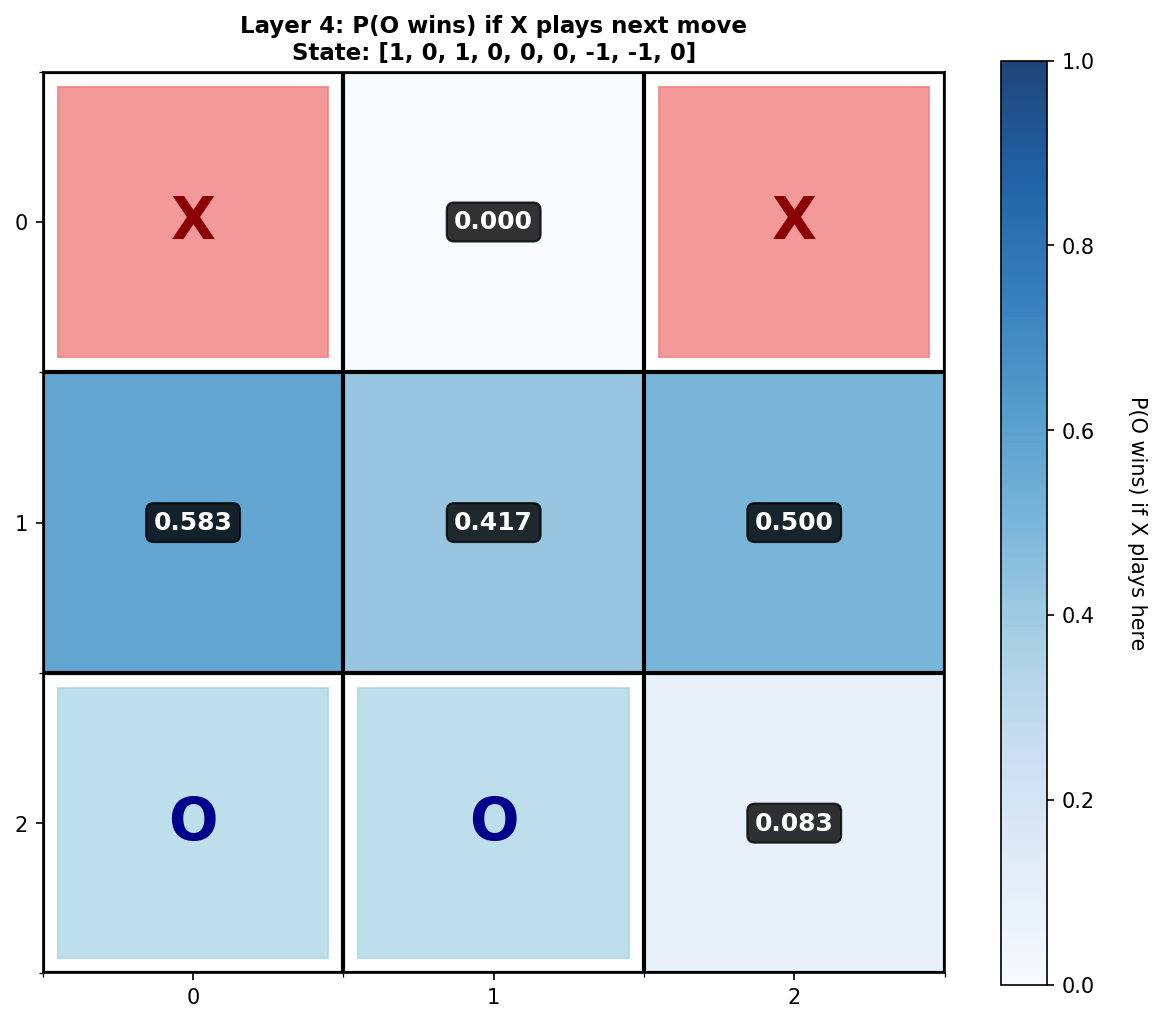 Layer 4: P(O wins) if X plays next move
State: [1, 0, 1, 0, 0, 0, -1, -1, 0]
0
X
0.000
X
1
0.583
0.417
0.500
2
O
O
0.083
0
1
2
1.0
0.8
0.6
0.4
0.2
0.0
P(O wins) if X plays here